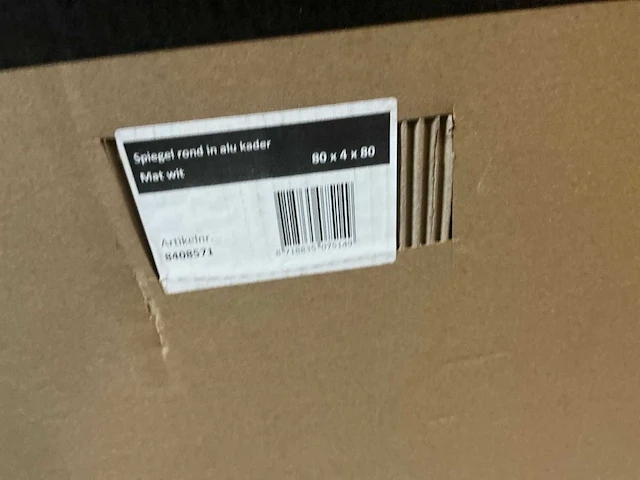 Spiegel rond in alu kader
80 x 4 x 80
Mat wit
Artikelnr.
8408571